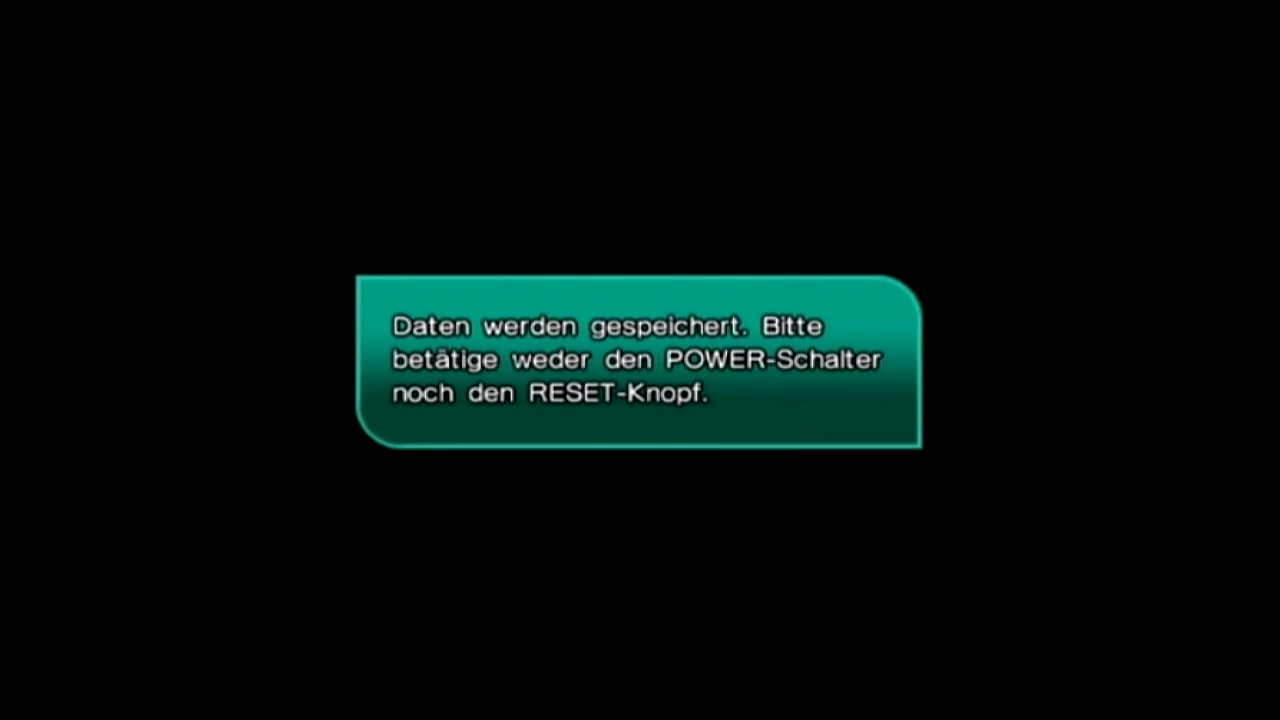 Daten werden gespeichert. Bitte
betätige weder den POWER-Schalter
noch den RESET-Knopf.